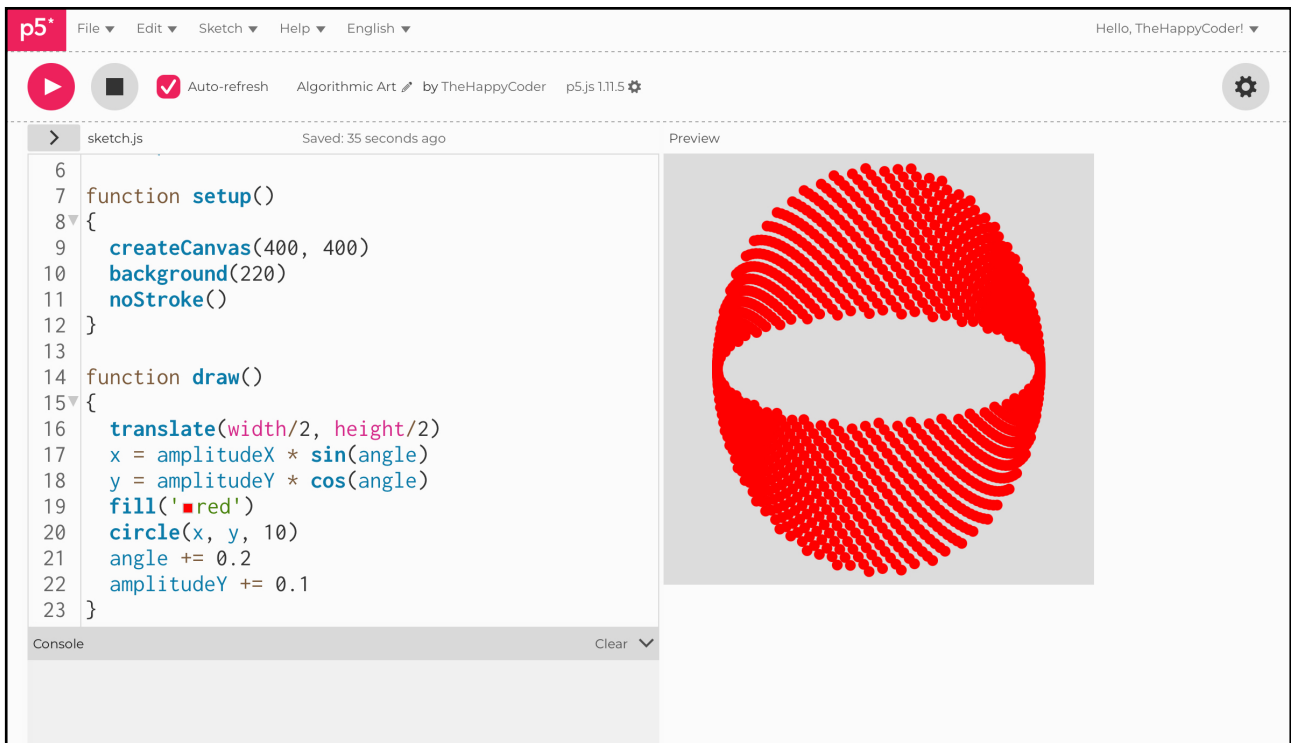 p5* File Edit Sketch Help English Hello, TheHappyCoder!
Auto-refresh Algorithmic Art by TheHappyCoder p5.js 1.11.5
sketch.js Saved: 35 seconds ago Preview
6
7 function setup()
8 {
9 createCanvas(400, 400)
10 background(220)
11 noStroke()
12 }
13
14 function draw()
15 {
16 translate(width/2, height/2)
17 x = amplitudeX * sin(angle)
18 y = amplitudeY * cos(angle)
19 fill('red')
20 circle(x, y, 10)
21 angle += 0.2
22 amplitudeY += 0.1
23 }
Console Clear